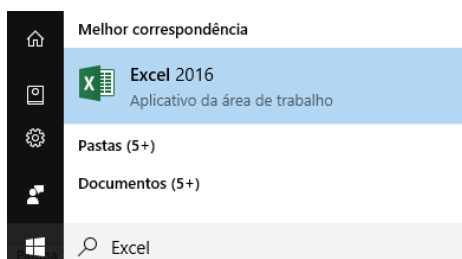 Melhor correspondência
Excel 2016
Aplicativo da área de trabalho
Pastas (5+)
Documentos (5+)
Excel